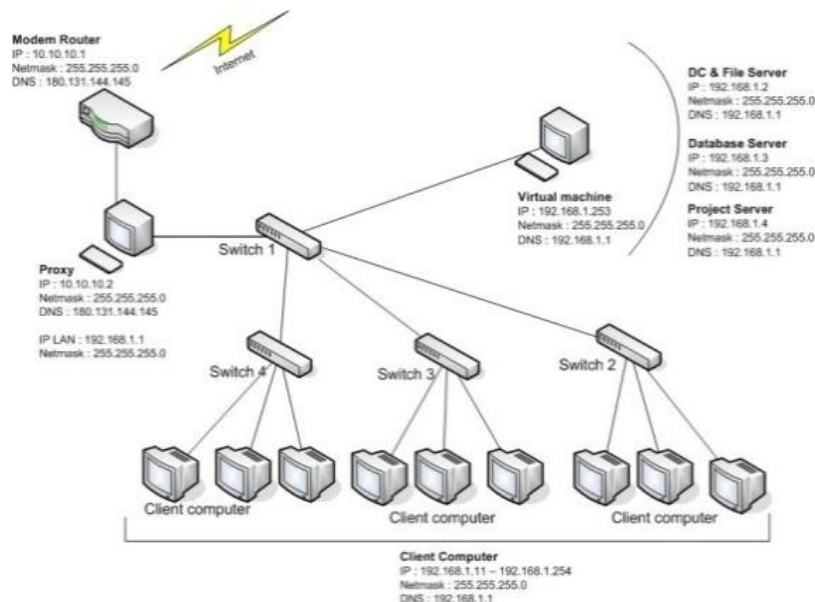 Modem Router
IP : 10.10.10.1
Netmask : 255.255.255.0
DNS : 180.131.144.145
Internet
DC & File Server
IP : 192.168.1.2
Netmask : 255.255.255.0
DNS : 192.168.1.1
Database Server
IP : 192.168.1.3
Netmask : 255.255.255.0
DNS : 192.168.1.1
Project Server
IP : 192.168.1.4
Netmask : 255.255.255.0
DNS : 192.168.1.1
Virtual machine
IP : 192.168.1.253
Netmask : 255.255.255.0
DNS : 192.168.1.1
Switch 1
Proxy
IP : 10.10.10.2
Netmask : 255.255.255.0
DNS : 180.131.144.145
IP LAN : 192.168.1.1
Netmask : 255.255.255.0
Switch 4
Switch 3
Switch 2
Client computer
Client computer
Client computer
Client Computer
IP : 192.168.1.11 – 192.168.1.254
Netmask : 255.255.255.0
DNS : 192.168.1.1